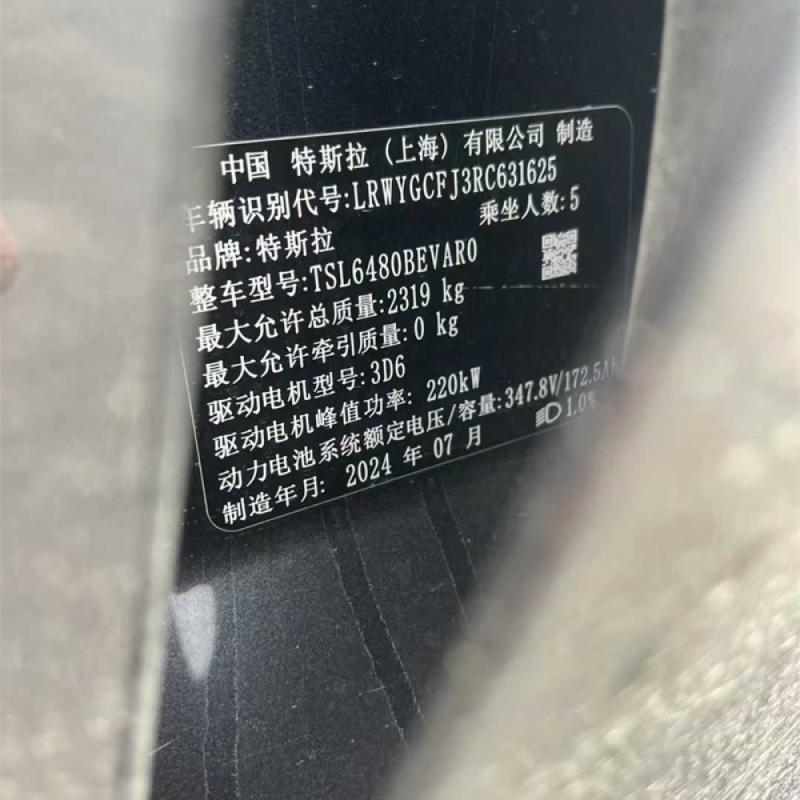 中国 特斯拉（上海）有限公司 制造
车辆识别代号:LRWYGCFJ3RC631625
品牌:特斯拉 乘坐人数:5
整车型号:TSL6480BEVAR0
最大允许总质量:2319 kg
最大允许牵引质量:0 kg
驱动电机型号:3D6
驱动电机峰值功率: 220kW
动力电池系统额定电压/容量:347.8V/172.5Ah
制造年月: 2024 年 07 月 1.0%